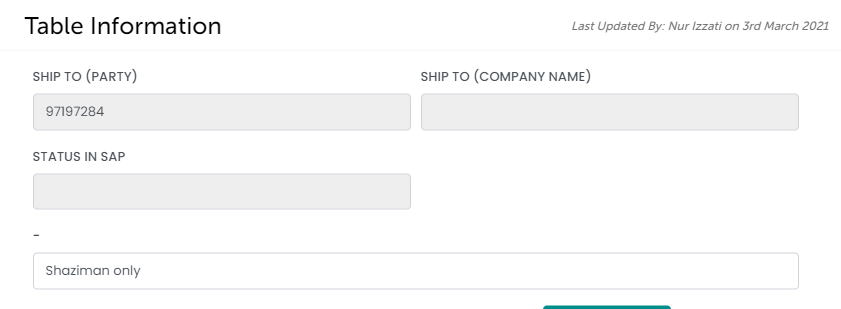 Table Information
Last Updated By: Nur Izzati on 3rd March 2021
SHIP TO (PARTY)
SHIP TO (COMPANY NAME)
97197284
STATUS IN SAP
-
Shaziman only